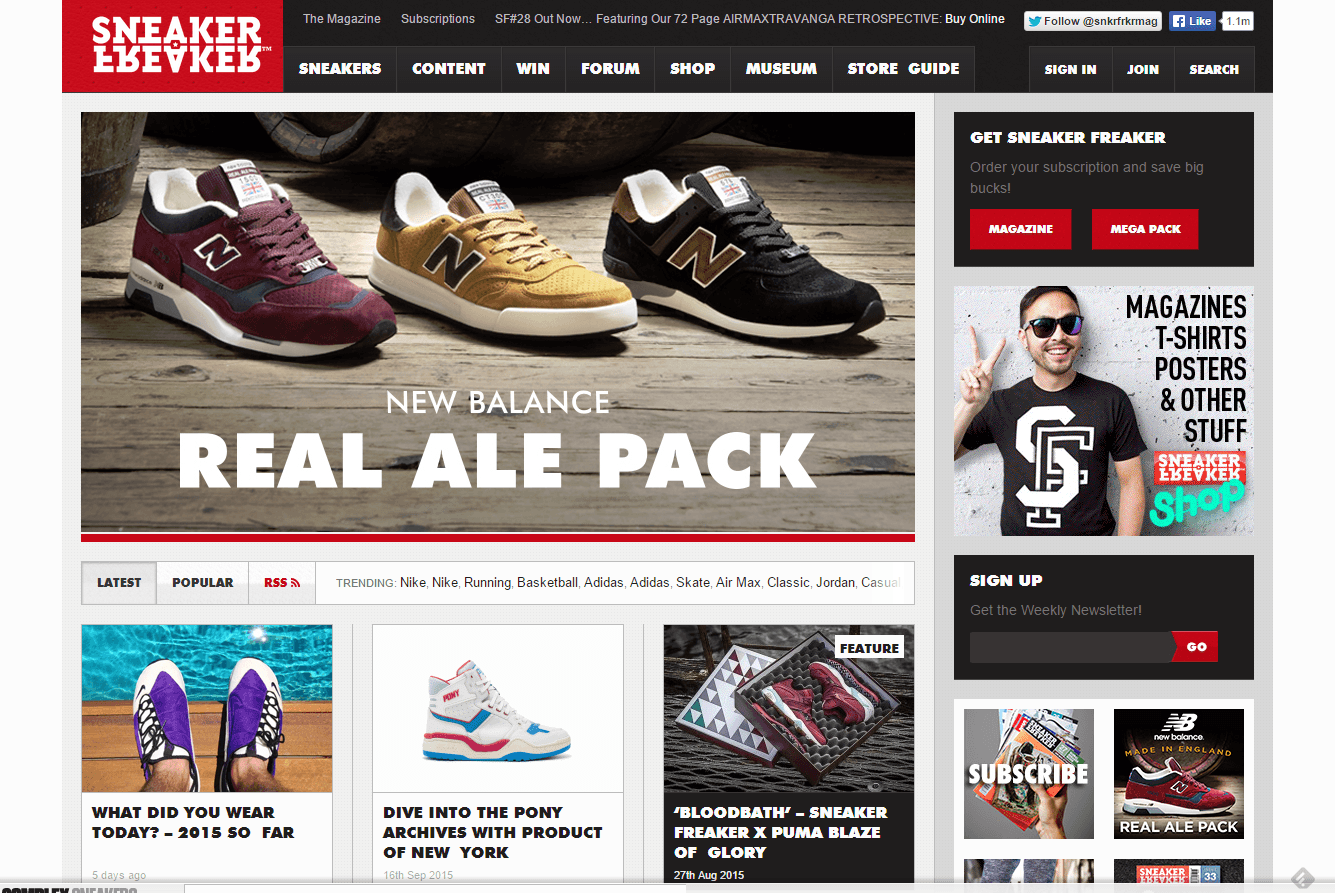 SNEAKER
FREAKER™
The Magazine
Subscriptions
SF#28 Out Now... Featuring Our 72 Page AIRMAXTRAVANGA RETROSPECTIVE: Buy Online
Follow @snkrfrkrmag
Like
1.1m
SNEAKERS
CONTENT
WIN
FORUM
SHOP
MUSEUM
STORE GUIDE
SIGN IN
JOIN
SEARCH
N
N
N
NEW BALANCE
REAL ALE PACK
GET SNEAKER FREAKER
Order your subscription and save big
bucks!
MAGAZINE
MEGA PACK
MAGAZINES
T-SHIRTS
POSTERS
& OTHER
STUFF
SNEAKER
FREAKER
Shop
SF
LATEST
POPULAR
RSS
TRENDING: Nike, Nike, Running, Basketball, Adidas, Adidas, Skate, Air Max, Classic, Jordan, Casual
SIGN UP
Get the Weekly Newsletter!
GO
PONY
FEATURE
WHAT DID YOU WEAR
TODAY? – 2015 SO FAR
5 days ago
DIVE INTO THE PONY
ARCHIVES WITH PRODUCT
OF NEW YORK
16th Sep 2015
‘BLOODBATH’ – SNEAKER
FREAKER X PUMA BLAZE
OF GLORY
27th Aug 2015
SUBSCRIBE
NB
new balance.
MADE IN ENGLAND
REAL ALE PACK
SNEAKER
33
COMPLEX SNEAKERS